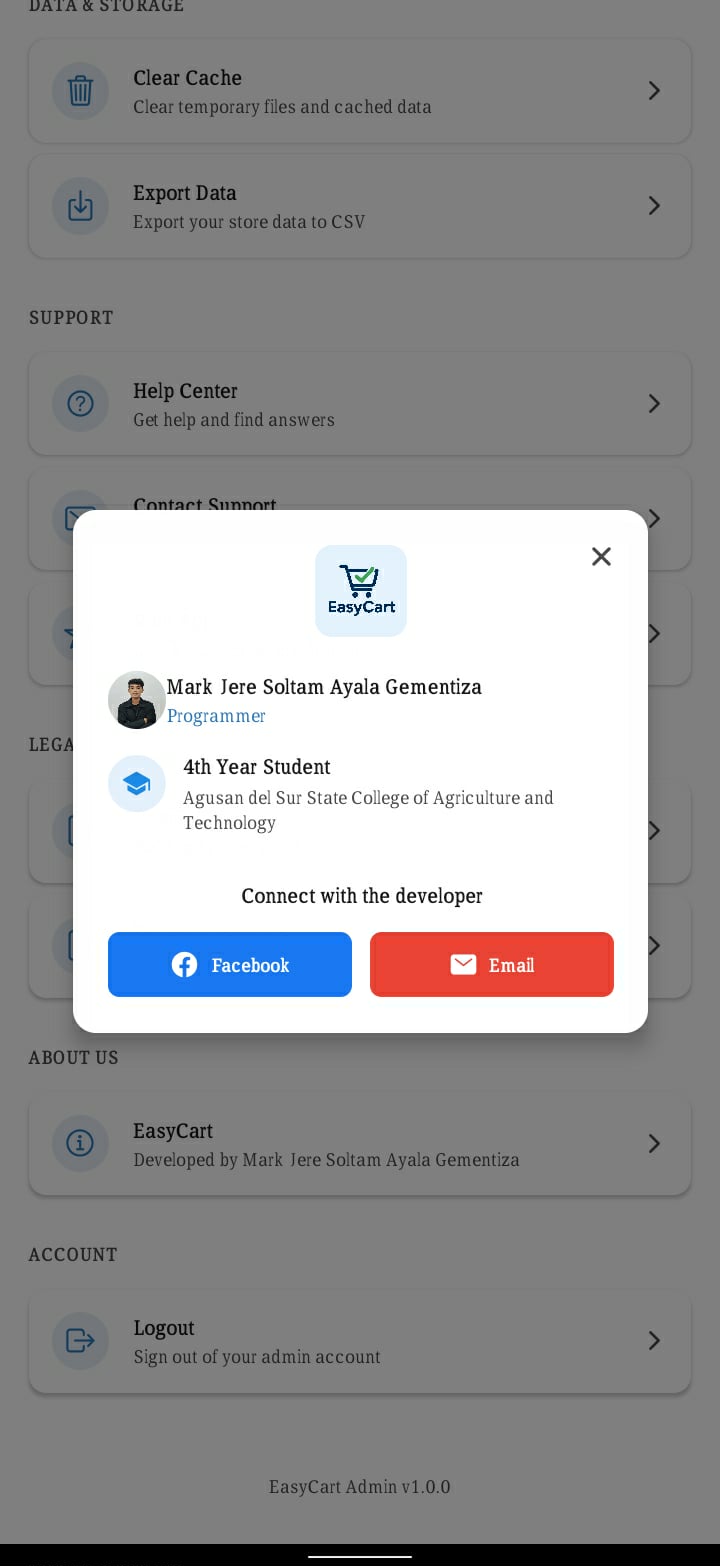 DATA & STORAGE
Clear Cache
Clear temporary files and cached data
Export Data
Export your store data to CSV
SUPPORT
Help Center
Get help and find answers
Contact Support
EasyCart
Mark Jere Soltam Ayala Gementiza
Programmer
LEGA
4th Year Student
Agusan del Sur State College of Agriculture and
Technology
Connect with the developer
Facebook
Email
ABOUT US
EasyCart
Developed by Mark Jere Soltam Ayala Gementiza
ACCOUNT
Logout
Sign out of your admin account
EasyCart Admin v1.0.0